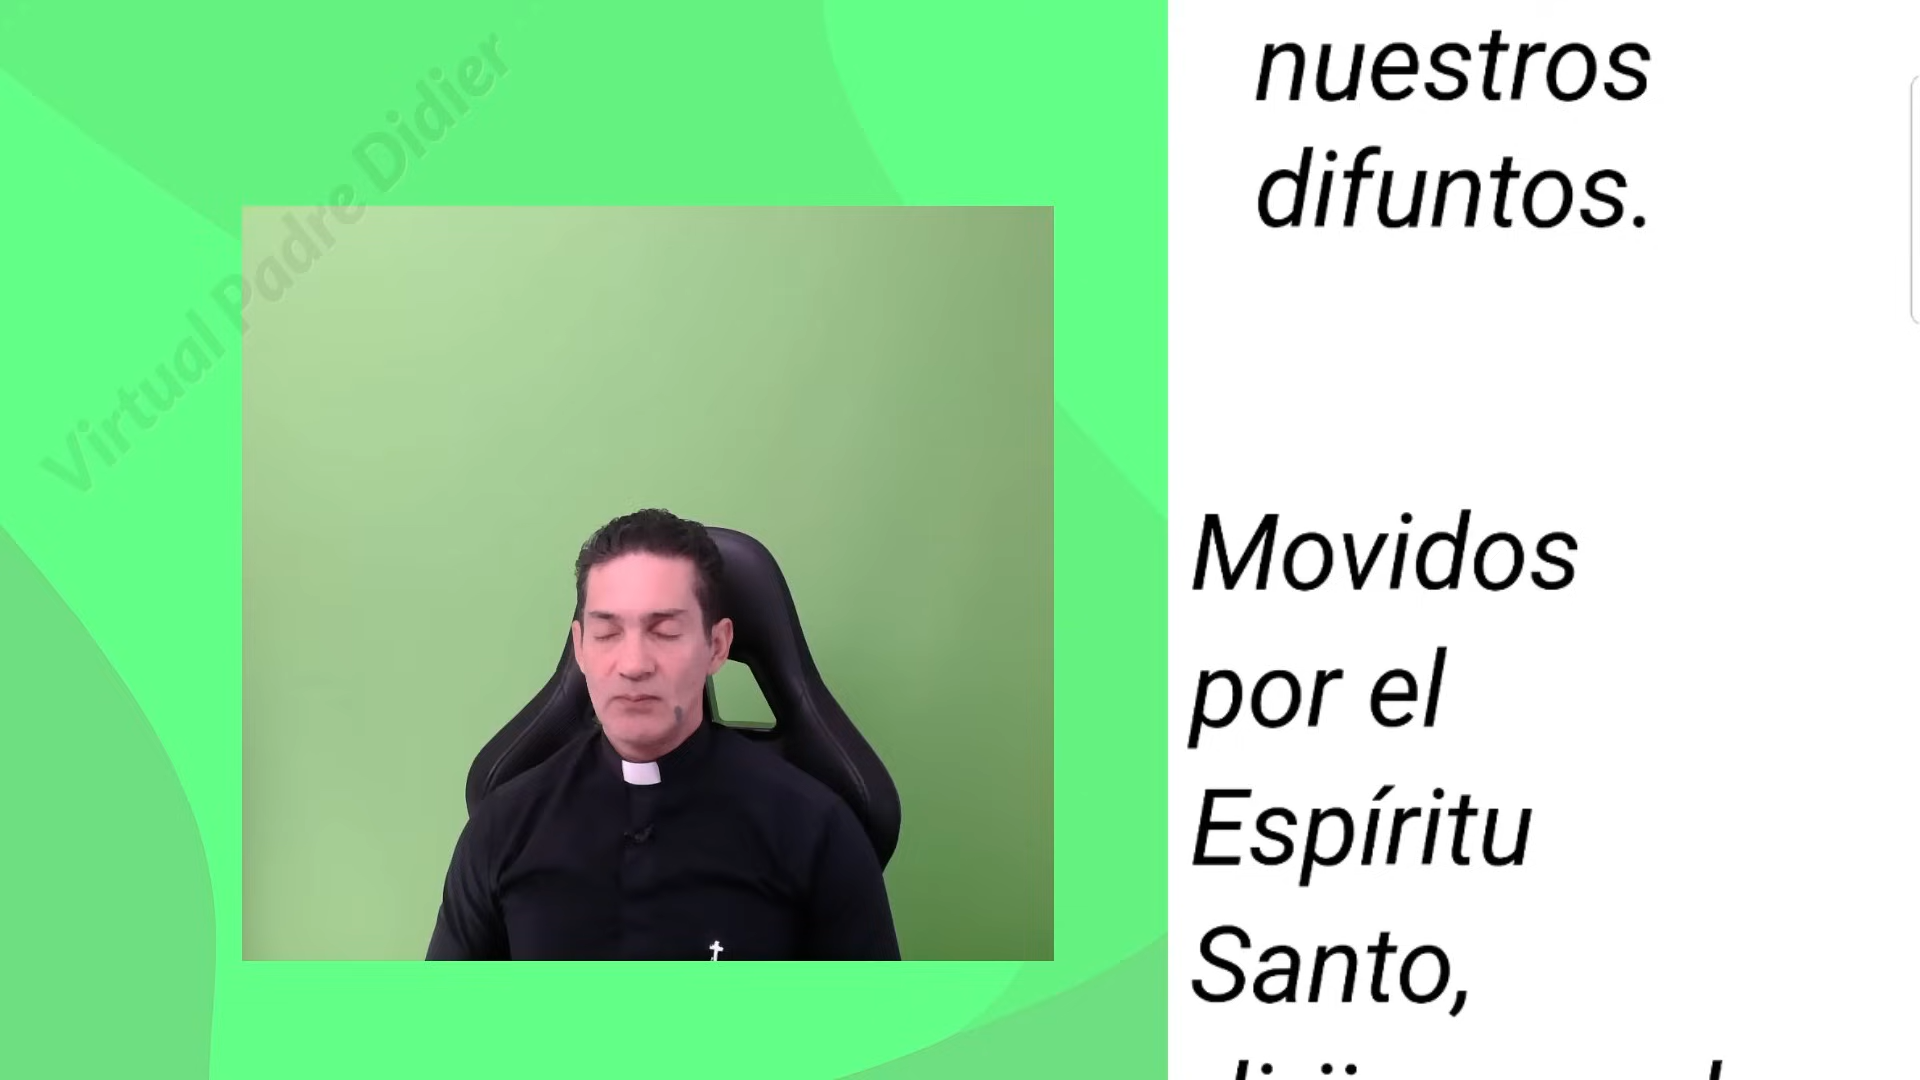 Virtual Padre Didier
nuestros
difuntos.
Movidos
por el
Espíritu
Santo,